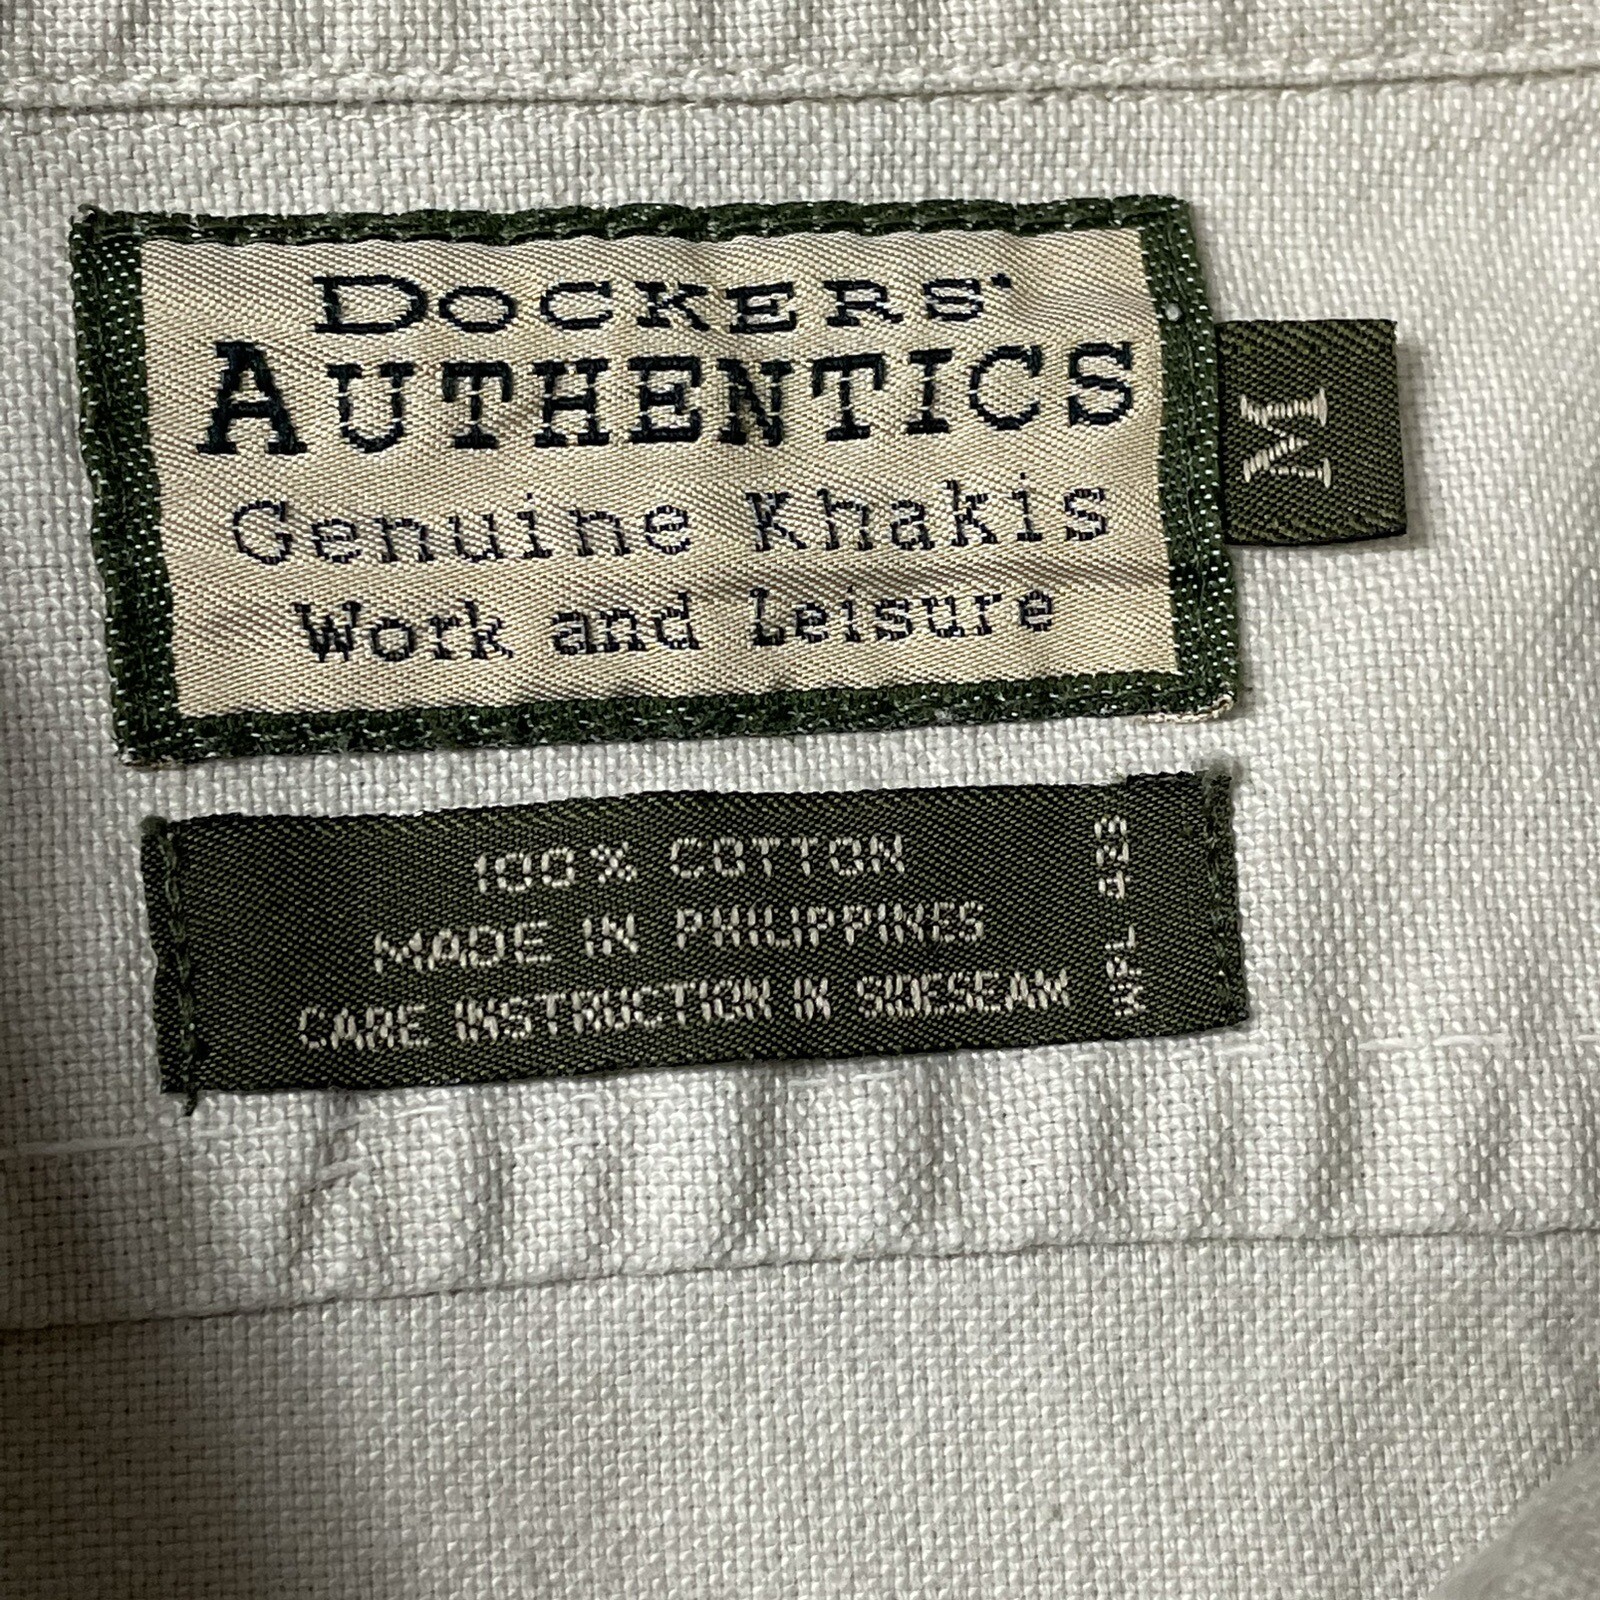 DOCKERS®
AUTHENTICS
Genuine Khakis
Work and Leisure
M
100% COTTON
MADE IN PHILIPPINES
CARE INSTRUCTION IN SIDESEAM
WPL 423